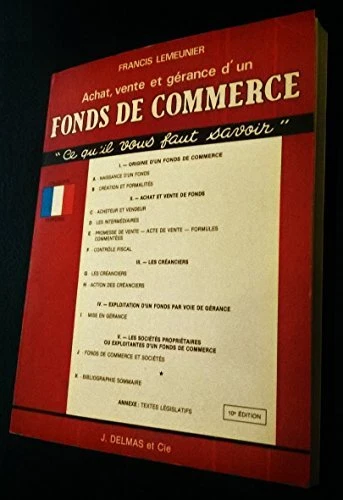 FRANCIS LEMEUNIER
Achat, vente et gérance d'un
FONDS DE COMMERCE
"Ce qu'il vous faut savoir"
I. — ORIGINE D'UN FONDS DE COMMERCE
A. NAISSANCE D'UN FONDS
B. CRÉATION ET FORMALITÉS
II. — ACHAT ET VENTE DE FONDS
C - ACHETEUR ET VENDEUR
D - LES INTERMÉDIAIRES
E - PROMESSE DE VENTE — ACTE DE VENTE — FORMULES
COMMENTÉES
F - CONTRÔLE FISCAL
III. — LES CRÉANCIERS
G - LES CRÉANCIERS
H - ACTION DES CRÉANCIERS
IV. — EXPLOITATION D'UN FONDS PAR VOIE DE GÉRANCE
I - MISE EN GÉRANCE
V. — LES SOCIÉTÉS PROPRIÉTAIRES
OU EXPLOITANTES D'UN FONDS DE COMMERCE
J - FONDS DE COMMERCE ET SOCIÉTÉS
*
K - BIBLIOGRAPHIE SOMMAIRE
ANNEXE : TEXTES LÉGISLATIFS
10e ÉDITION
J. DELMAS et Cie